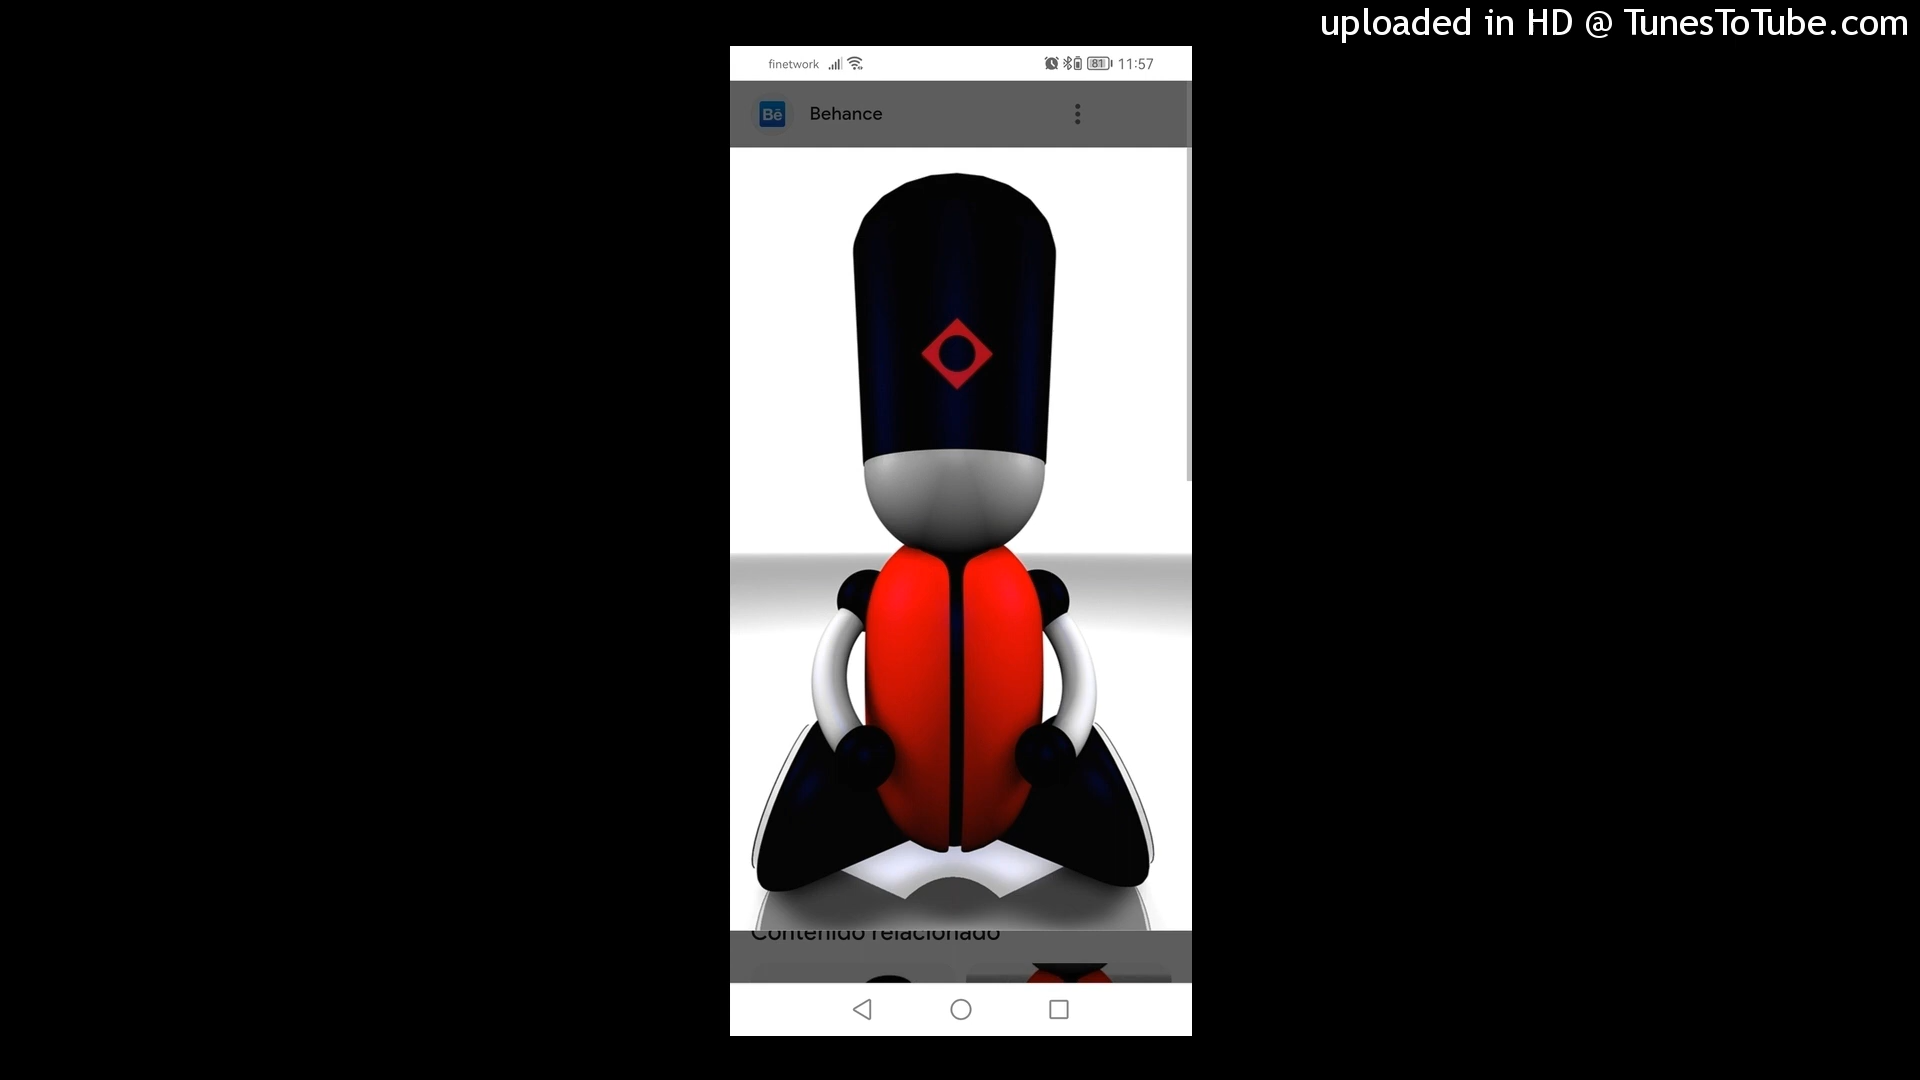 uploaded in HD @ TunesToTube.com
finetwork 81 11:57
Bē Behance
Contenido relacionado